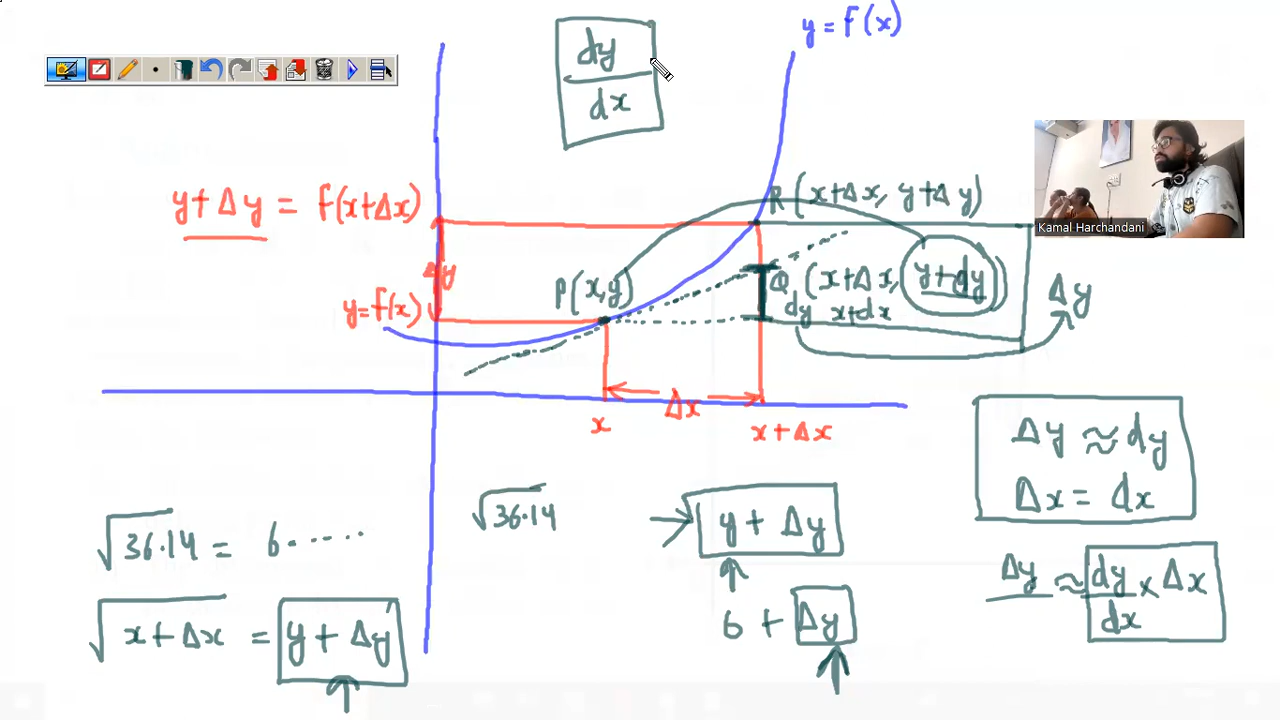 y = f(x)
dy
dx
y + Δy = f(x+Δx)
R (x+Δx, y+Δy)
Kamal Harchandani
Δy
P(x,y)
Q (x+Δx, y+dy)
y=f(x)
dy x+dx
Δy
Δx
x
x + Δx
Δy ≈ dy
Δx = dx
√36.14 = 6.....
√36.14
y + Δy
Δy ≈ dy/dx × Δx
√x+Δx = y + Δy
6 + Δy